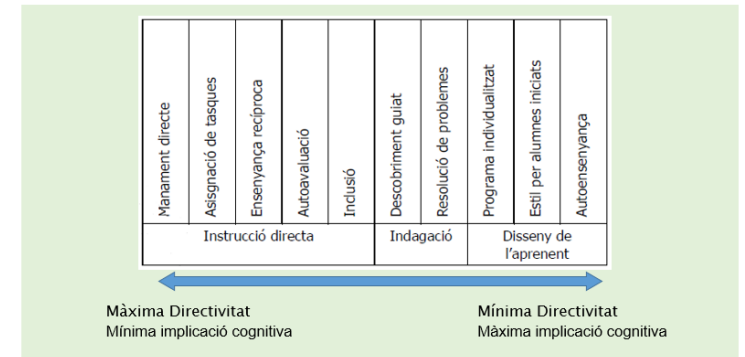 Manament directe
Asisgnació de tasques
Ensenyança recíproca
Autoavaluació
Inclusió
Descobriment guiat
Resolució de problemes
Programa individualitzat
Estil per alumnes iniciats
Autoensenyança
Instrucció directa
Indagació
Disseny de
l'aprenent
Màxima Directivitat
Mínima implicació cognitiva
Mínima Directivitat
Màxima implicació cognitiva